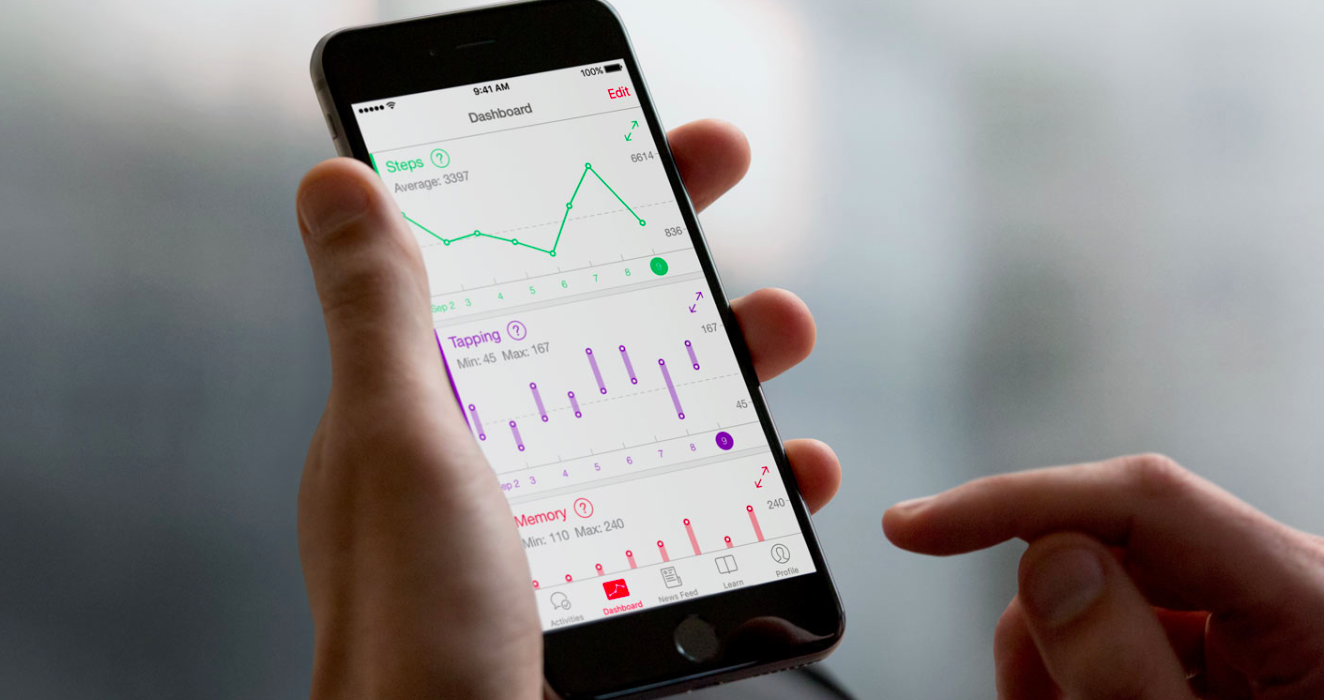 9:41 AM
100%
Dashboard
Edit
Steps ?
Average: 3397
6614
836
Sep 2 3 4 5 6 7 8 9
Tapping ?
Min: 45 Max: 167
167
45
Sep 2 3 4 5 6 7 8 9
Memory ?
Min: 110 Max: 240
240
Activities
Dashboard
News Feed
Learn
Profile